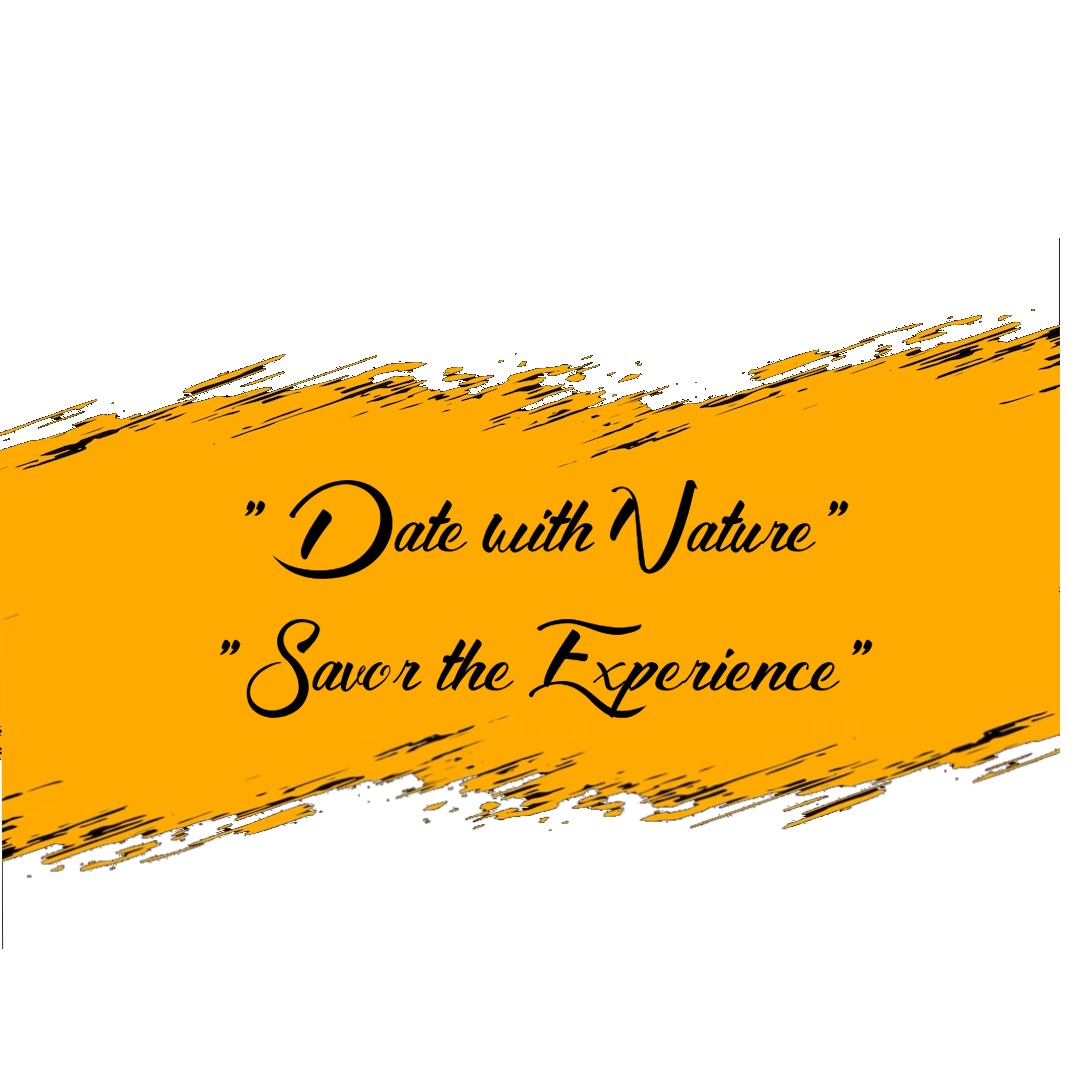 " Date with Nature "
" Savor the Experience "